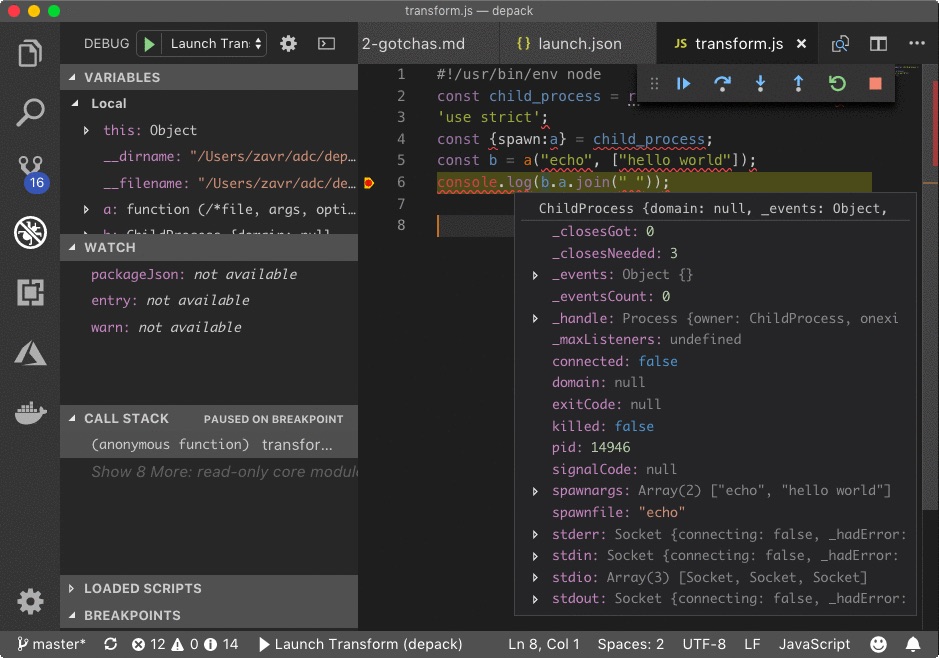 transform.js — depack
DEBUG Launch Tran:
2-gotchas.md
{} launch.json
JS transform.js
VARIABLES
Local
this: Object
__dirname: "/Users/zavr/adc/dep…
__filename: "/Users/zavr/adc/de…
a: function (/*file, args, opti…
b: ChildProcess {domain: null,
16
WATCH
packageJson: not available
entry: not available
warn: not available
CALL STACK PAUSED ON BREAKPOINT
(anonymous function) transfor…
Show 8 More: read-only core modul
LOADED SCRIPTS
BREAKPOINTS
1 #!/usr/bin/env node
2 const child_process = r
3 'use strict';
4 const {spawn:a} = child_process;
5 const b = a("echo", ["hello world"]);
6 console.log(b.a.join(" "));
7
8
ChildProcess {domain: null, _events: Object,
_closesGot: 0
_closesNeeded: 3
_events: Object {}
_eventsCount: 0
_handle: Process {owner: ChildProcess, onexi
_maxListeners: undefined
connected: false
domain: null
exitCode: null
killed: false
pid: 14946
signalCode: null
spawnargs: Array(2) ["echo", "hello world"]
spawnfile: "echo"
stderr: Socket {connecting: false, _hadError:
stdin: Socket {connecting: false, _hadError:
stdio: Array(3) [Socket, Socket, Socket]
stdout: Socket {connecting: false, _hadError:
master* 12 0 14 Launch Transform (depack) Ln 8, Col 1 Spaces: 2 UTF-8 LF JavaScript